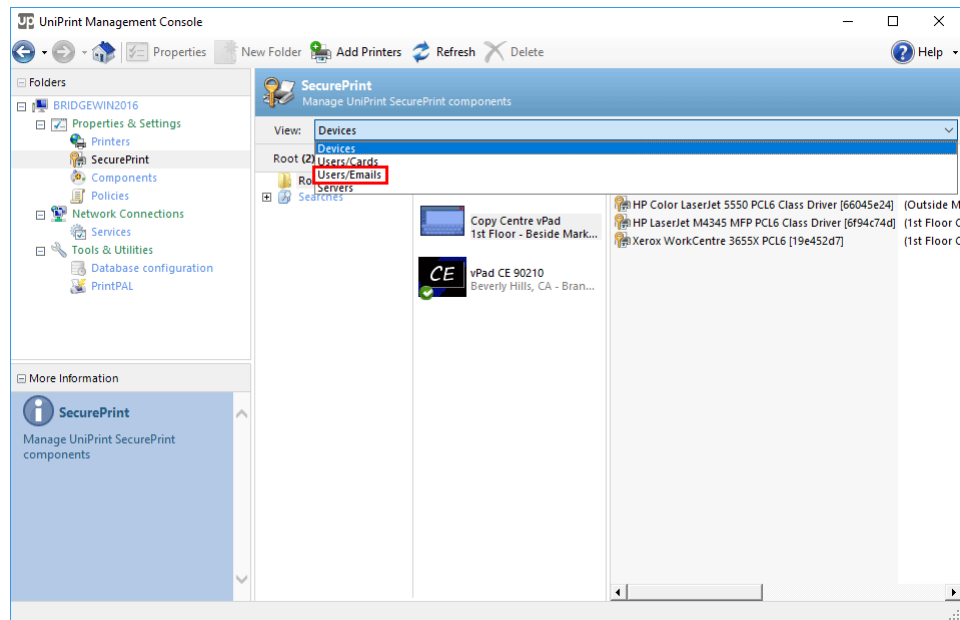 UniPrint Management Console
Properties
New Folder
Add Printers
Refresh
Delete
Help
Folders
BRIDGEWIN2016
Properties & Settings
Printers
SecurePrint
Components
Policies
Network Connections
Services
Tools & Utilities
Database configuration
PrintPAL
More Information
SecurePrint
Manage UniPrint SecurePrint
components
SecurePrint
Manage UniPrint SecurePrint components
View: Devices
Devices
Users/Cards
Users/Emails
Servers
Root (2)
Ro
Searches
Copy Centre vPad
1st Floor - Beside Mark...
CE
vPad CE 90210
Beverly Hills, CA - Bran...
HP Color LaserJet 5550 PCL6 Class Driver [66045e24] (Outside M
HP LaserJet M4345 MFP PCL6 Class Driver [6f94c74d] (1st Floor C
Xerox WorkCentre 3655X PCL6 [19e452d7] (1st Floor C